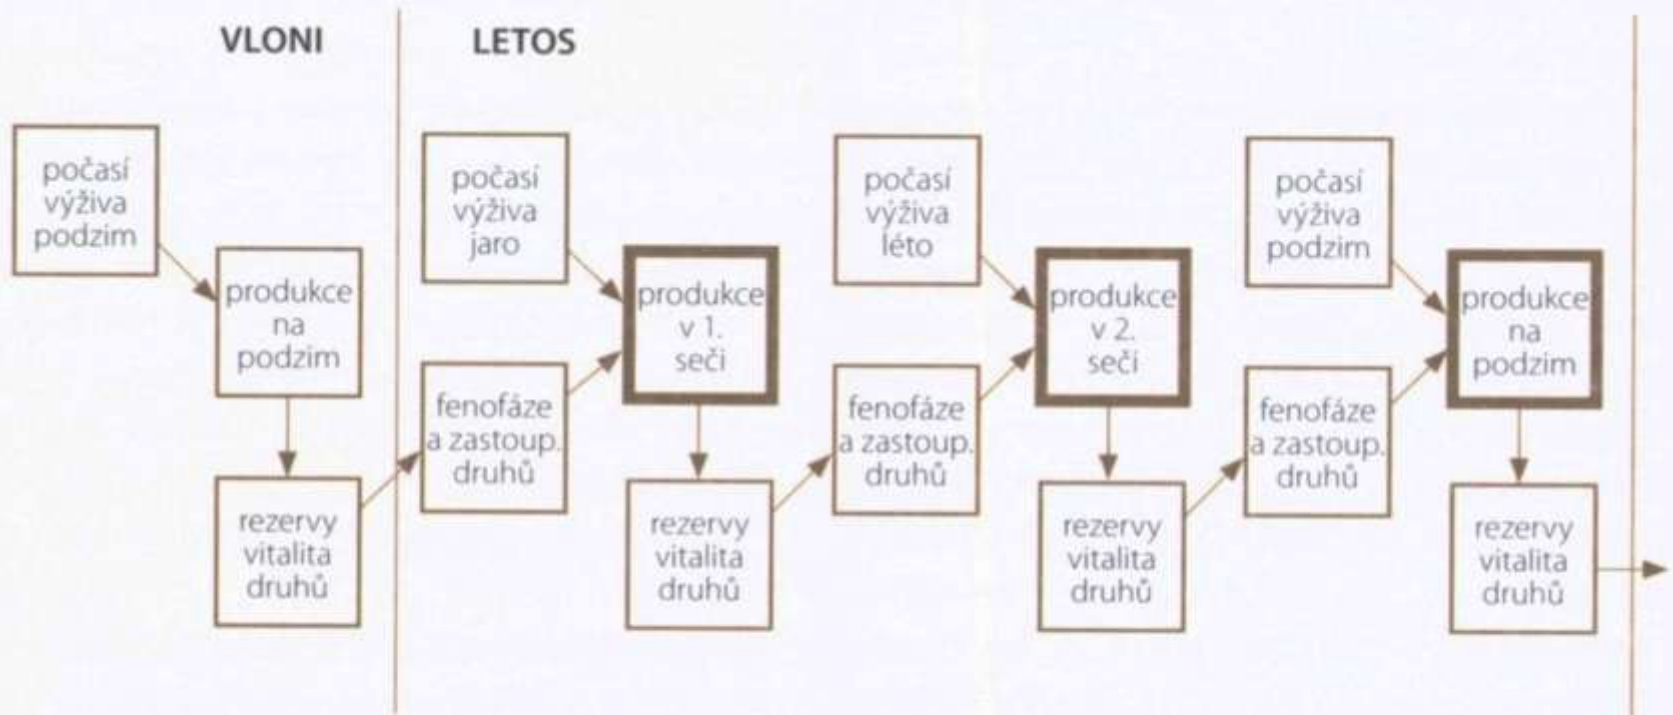 VLONI
LETOS
počasí
výživa
podzim
produkce
na
podzim
rezervy
vitalita
druhů
počasí
výživa
jaro
fenofáze
a zastoup.
druhů
produkce
v 1.
seči
rezervy
vitalita
druhů
počasí
výživa
léto
fenofáze
a zastoup.
druhů
produkce
v 2.
seči
rezervy
vitalita
druhů
počasí
výživa
podzim
fenofáze
a zastoup.
druhů
produkce
na
podzim
rezervy
vitalita
druhů